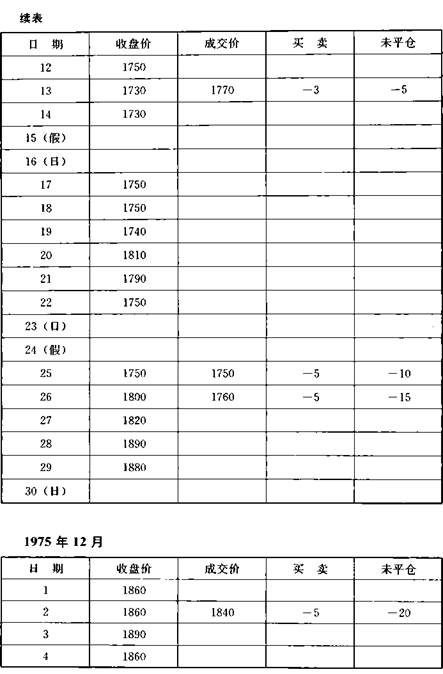 续表
日 期 收盘价 成交价 买 卖 未平仓
12 1750
13 1730 1770 −3 −5
14 1730
15（假）
16（日）
17 1750
18 1750
19 1740
20 1810
21 1790
22 1750
23（日）
24（假）
25 1750 1750 −5 −10
26 1800 1760 −5 −15
27 1820
28 1890
29 1880
30（日）
1975 年 12 月
日 期 收盘价 成交价 买 卖 未平仓
1 1860
2 1860 1840 −5 −20
3 1890
4 1860